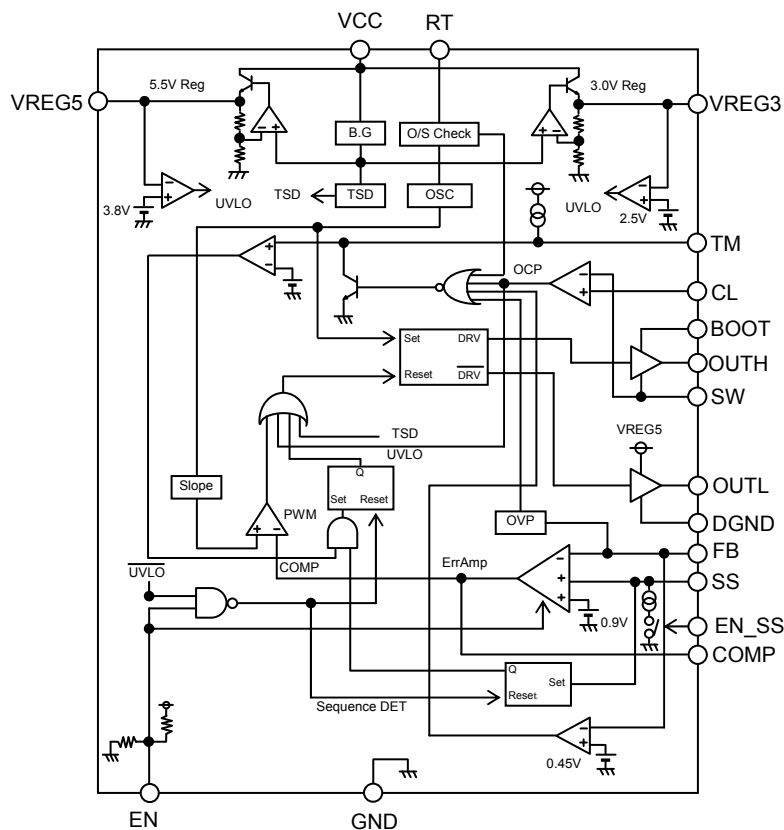 VCC RT
5.5V Reg 3.0V Reg
VREG5 VREG3
B.G O/S Check
TSD TSD OSC
UVLO UVLO
3.8V 2.5V
TM
OCP
CL
BOOT
Set DRV
OUTH
Reset DRV
SW
TSD
UVLO
VREG5
Q
Slope
Set Reset
OUTL
PWM
OVP
DGND
COMP ErrAmp
FB
UVLO
SS
0.9V
EN_SS
COMP
Q
Set
Reset
Sequence DET
0.45V
EN GND